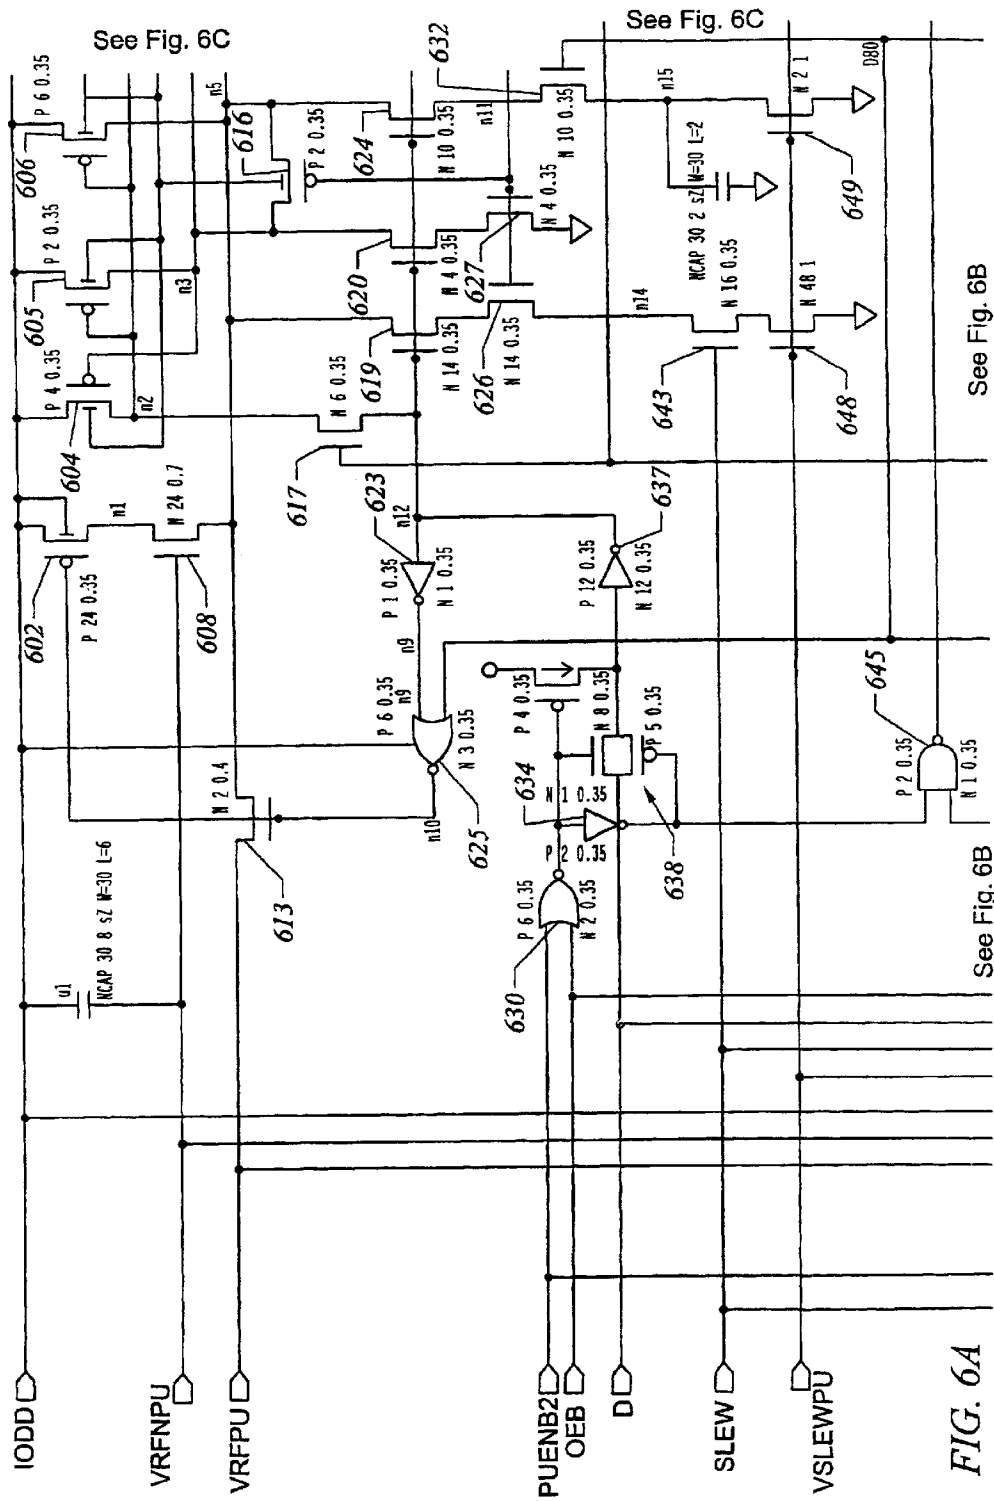 See Fig. 6C
See Fig. 6C
632
P 6 0.35
606
n5
616
P 2 0.35
624
N 10 0.35
n11
N 10 0.35
n15
N 2 1
D80
649
P 2 0.35
605
n3
620
N 4 0.35
627
N 4 0.35
NCAP 30 2 sZ W=30 L=2
P 4 0.35
604
n2
619
N 14 0.35
626
N 14 0.35
n14
N 16 0.35
643
N 48 1
648
See Fig. 6B
N 6 0.35
617
n1
N 24 0.7
602
P 24 0.35
608
623
n12
P 1 0.35
N 1 0.35
637
P 12 0.35
N 12 0.35
n9
n9
P 6 0.35
N 3 0.35
n10
625
N 2 0.4
613
P 4 0.35
N 8 0.35
P 5 0.35
634
N 1 0.35
P 2 0.35
638
645
P 2 0.35
N 1 0.35
P 6 0.35
N 2 0.35
630
See Fig. 6B
u1
NCAP 30 8 sZ W=30 L=6
IODD
VRFNPU
VRFPU
PUENB2
OEB
D
SLEW
VSLEWPU
FIG. 6A